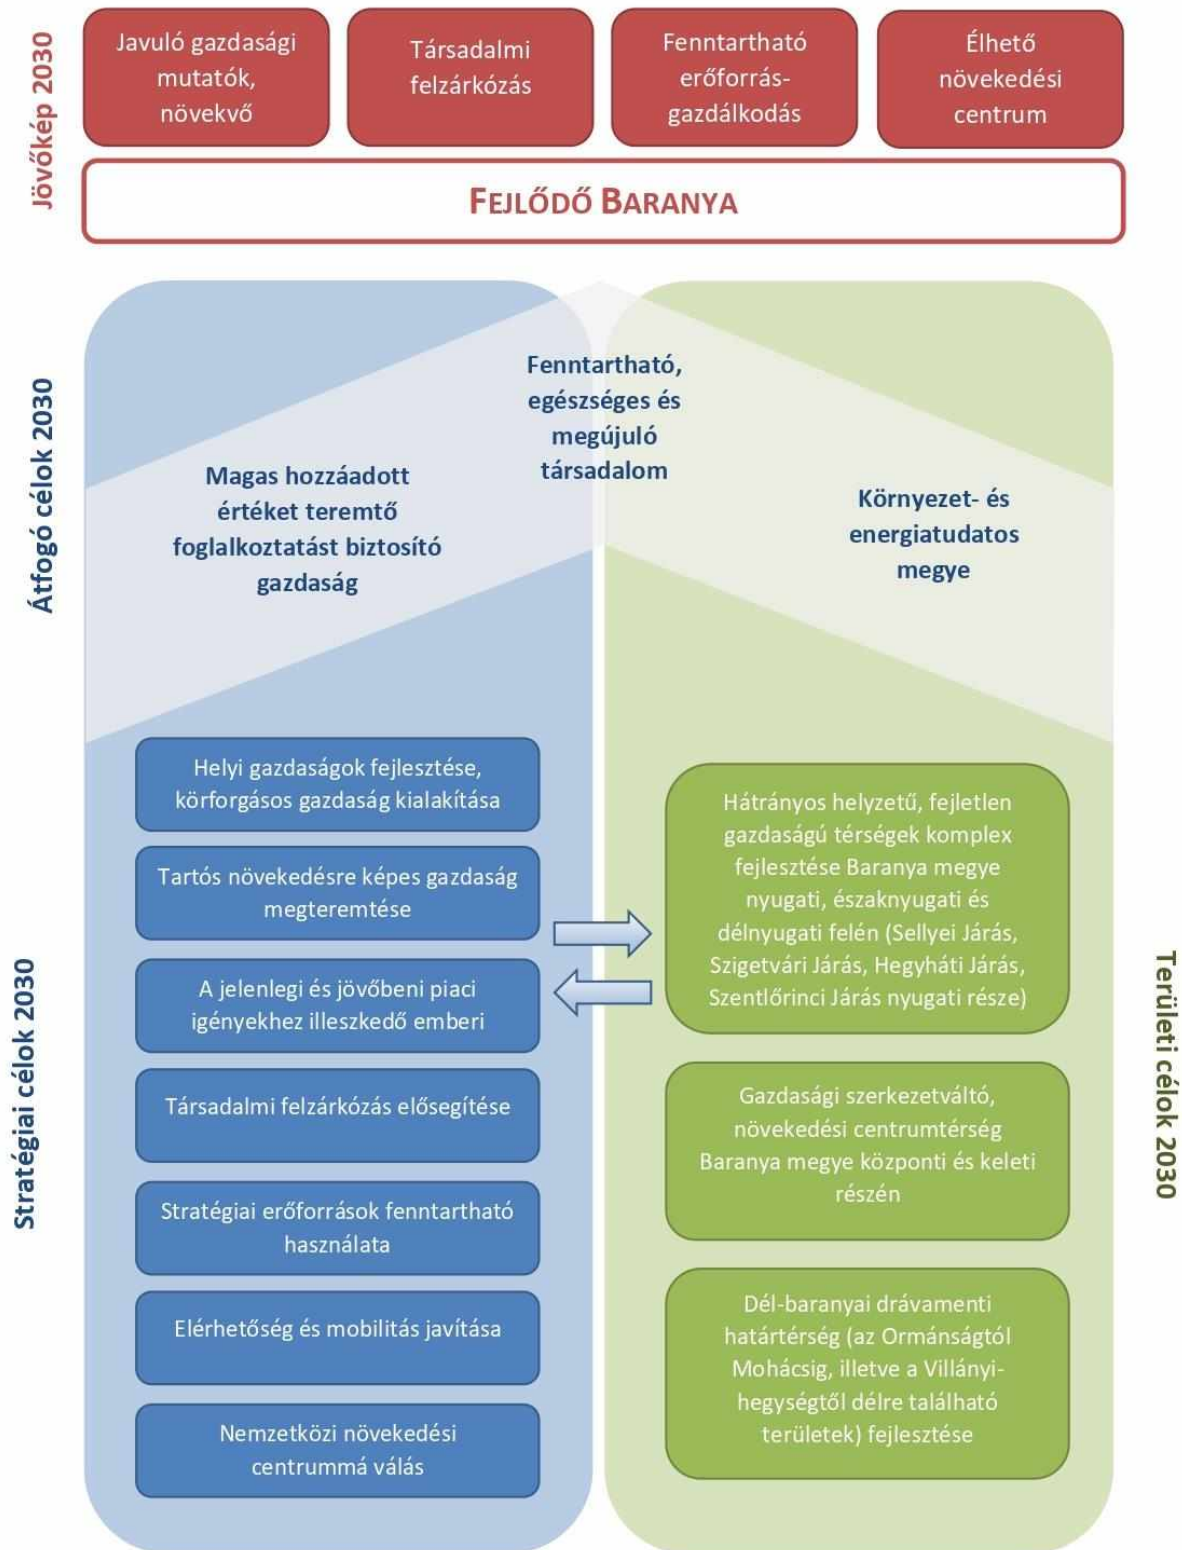 Jövőkép 2030
Javuló gazdasági
mutatók,
növekvő
Társadalmi
felzárkózás
Fenntartható
erőforrás-
gazdálkodás
Élhető
növekedési
centrum
FEJLŐDŐ BARANYA
Átfogó célok 2030
Magas hozzáadott
értéket teremtő
foglalkoztatást biztosító
gazdaság
Fenntartható,
egészséges és
megújuló
társadalom
Környezet- és
energiatudatos
megye
Stratégiai célok 2030
Helyi gazdaságok fejlesztése,
körforgásos gazdaság kialakítása
Tartós növekedésre képes gazdaság
megteremtése
A jelenlegi és jövőbeni piaci
igényekhez illeszkedő emberi
Társadalmi felzárkózás elősegítése
Stratégiai erőforrások fenntartható
használata
Elérhetőség és mobilitás javítása
Nemzetközi növekedési
centrummá válás
Területi célok 2030
Hátrányos helyzetű, fejletlen
gazdaságú térségek komplex
fejlesztése Baranya megye
nyugati, északnyugati és
délnyugati felén (Sellyei Járás,
Szigetvári Járás, Hegyháti Járás,
Szentlőrinci Járás nyugati része)
Gazdasági szerkezetváltó,
növekedési centrumtérség
Baranya megye központi és keleti
részén
Dél-baranyai drávamenti
határtérség (az Ormánságtól
Mohácsig, illetve a Villányi-
hegységtől délre található
területek) fejlesztése